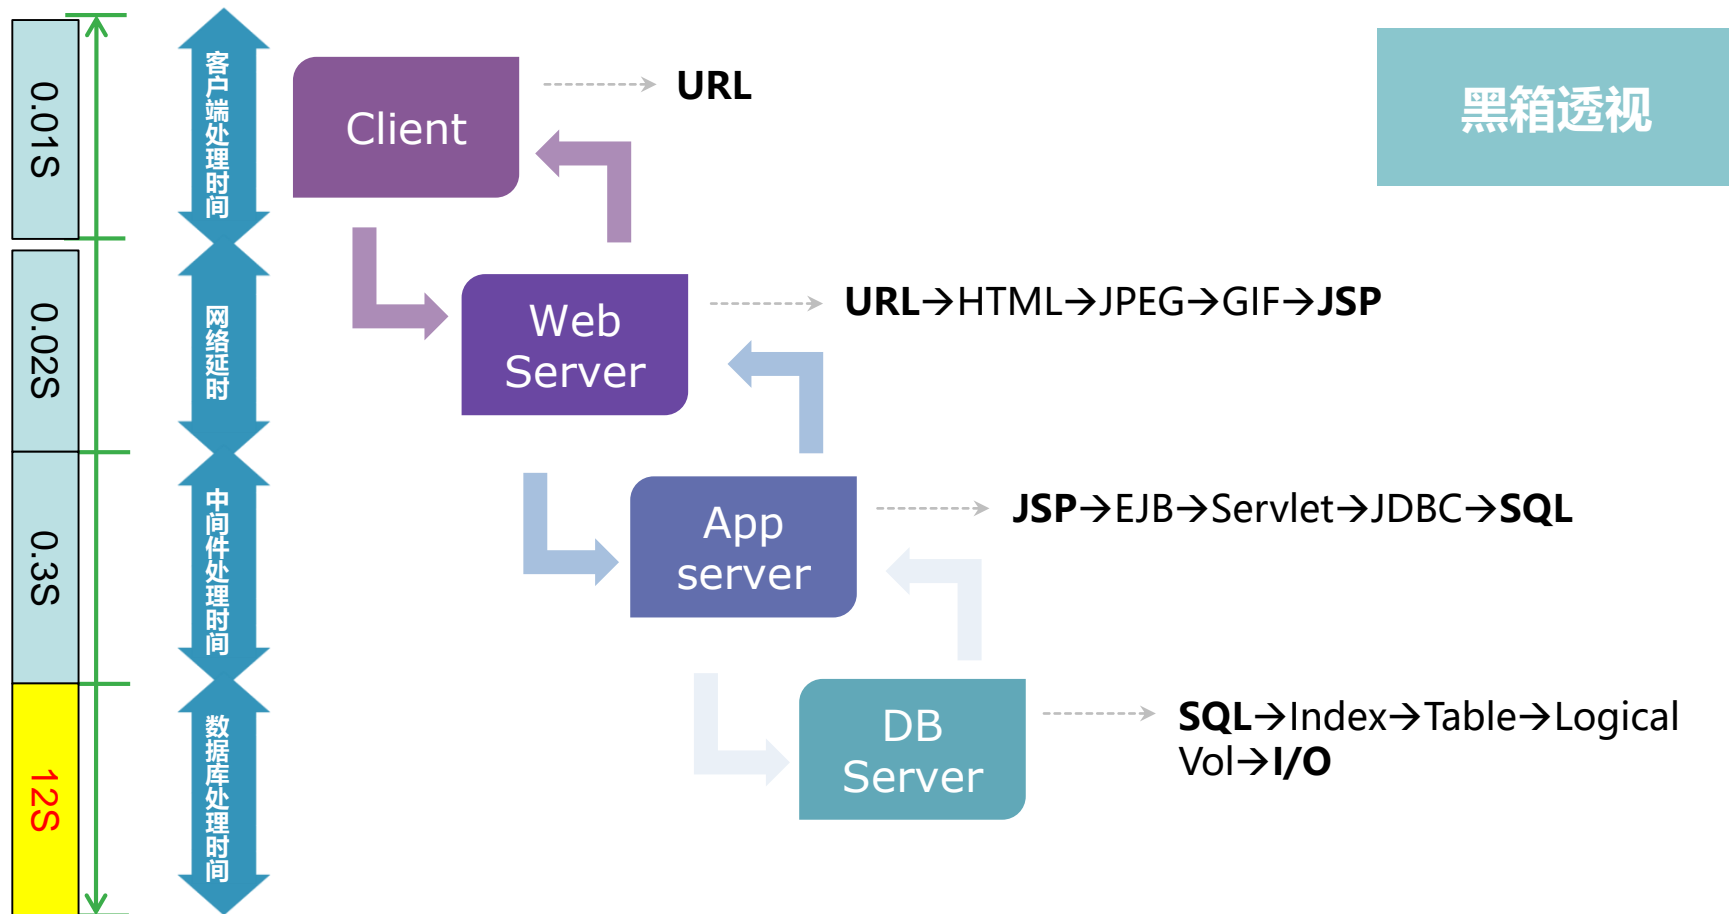 黑箱透视
0.01S
客户端处理时间
Client
URL
0.02S
网络延时
Web
Server
URL→HTML→JPEG→GIF→JSP
0.3S
中间件处理时间
App
server
JSP→EJB→Servlet→JDBC→SQL
12S
数据库处理时间
DB
Server
SQL→Index→Table→Logical
Vol→I/O